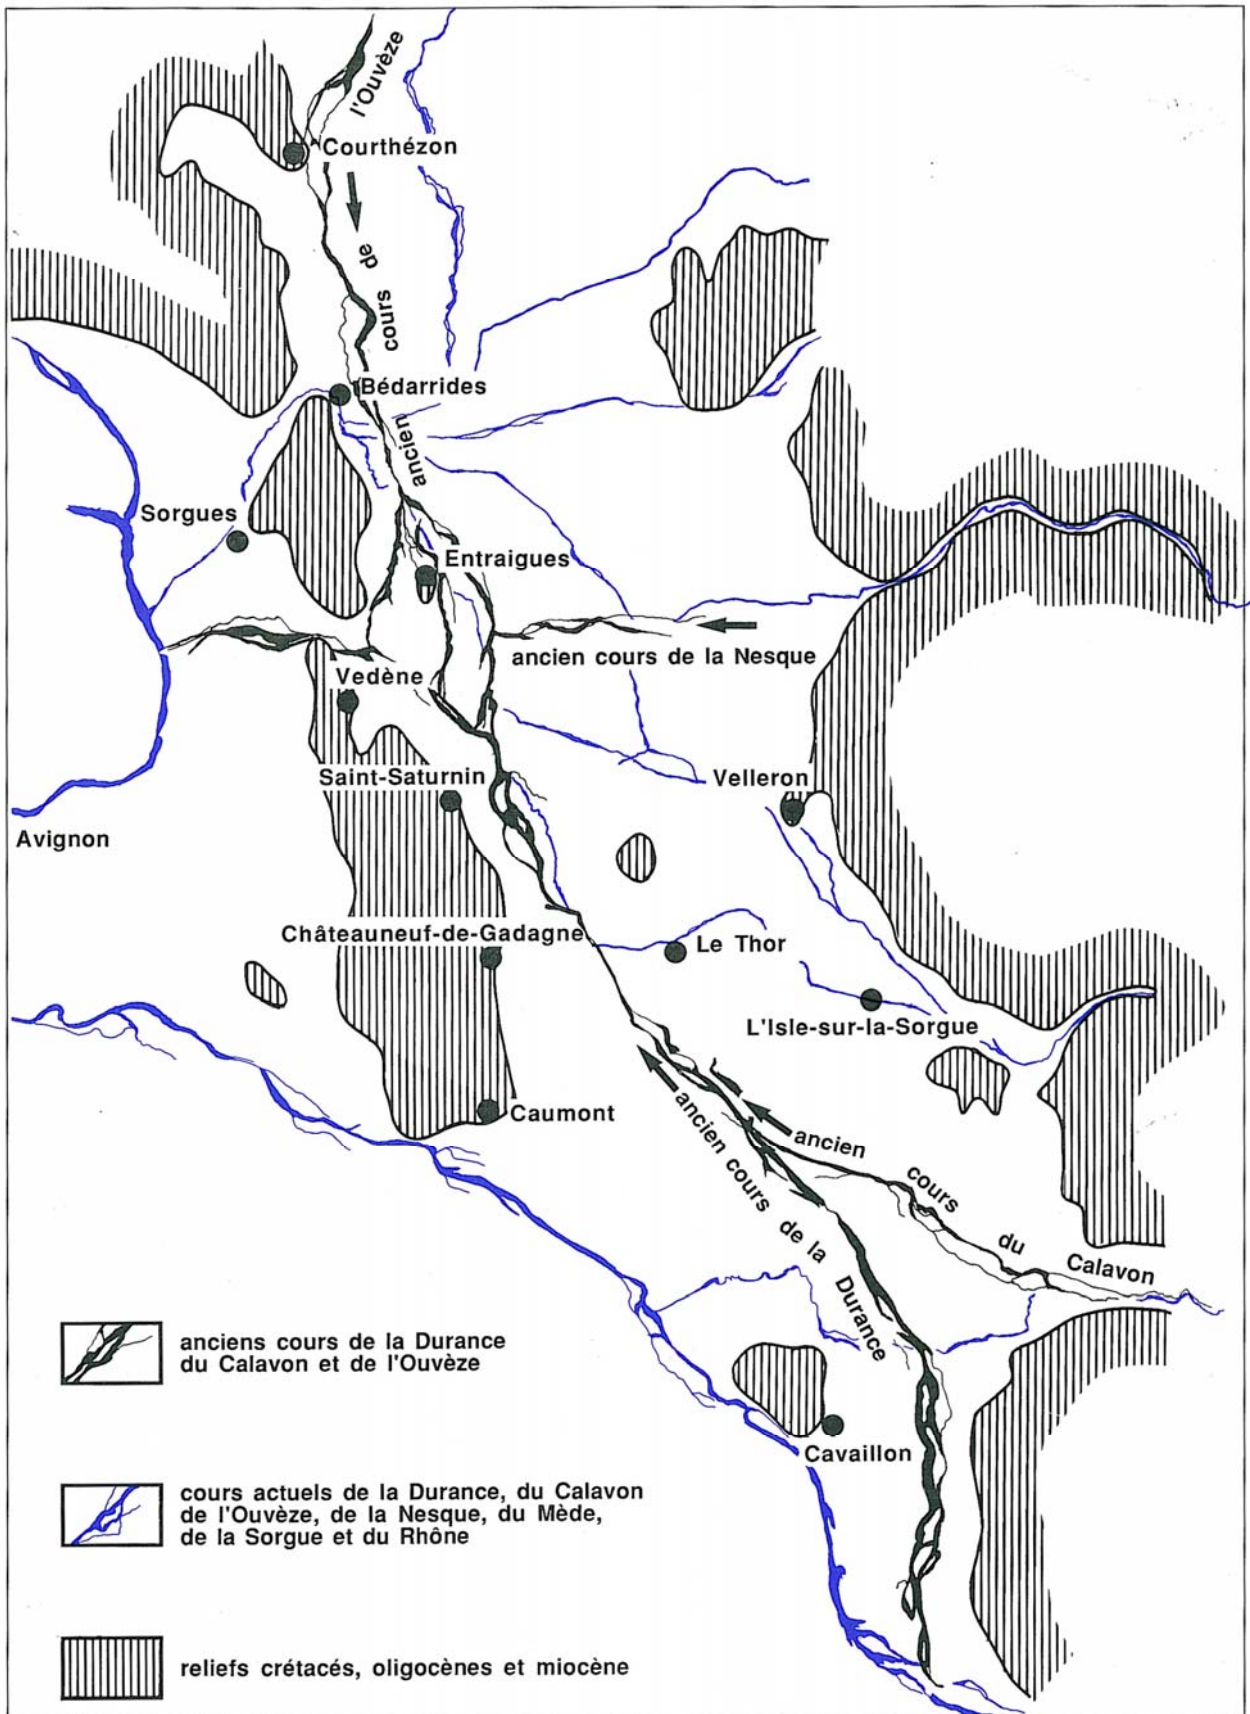 l'Ouvèze
Courthézon
ancien cours de
Bédarrides
Sorgues
Entraigues
ancien cours de la Nesque
Vedène
Saint-Saturnin
Velleron
Avignon
Châteauneuf-de-Gadagne
Le Thor
L'Isle-sur-la-Sorgue
Caumont
ancien cours du Calavon
ancien cours de la Durance
Cavaillon
anciens cours de la Durance
du Calavon et de l'Ouvèze
cours actuels de la Durance, du Calavon
de l'Ouvèze, de la Nesque, du Mède,
de la Sorgue et du Rhône
reliefs crétacés, oligocènes et miocène